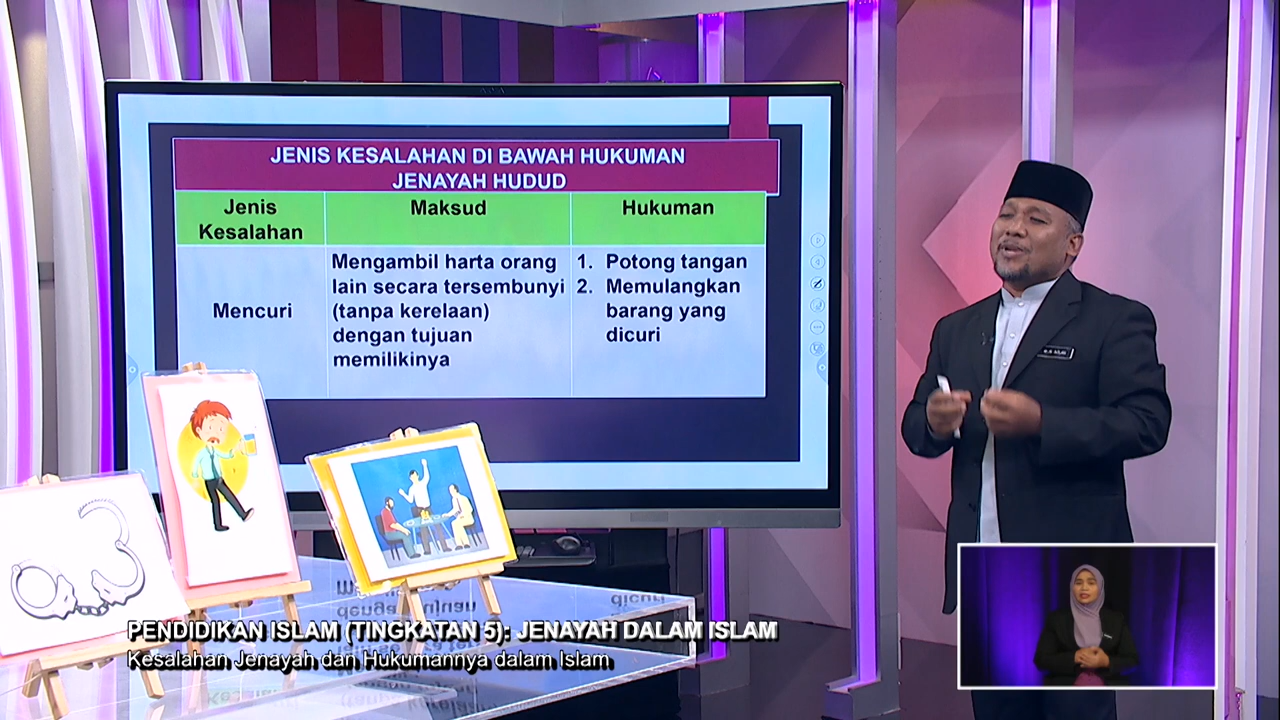 JENIS KESALAHAN DI BAWAH HUKUMAN
JENAYAH HUDUD
Jenis
Kesalahan
Maksud
Hukuman
Mencuri
Mengambil harta orang
lain secara tersembunyi
(tanpa kerelaan)
dengan tujuan
memilikinya
1. Potong tangan
2. Memulangkan
barang yang
dicuri
PENDIDIKAN ISLAM (TINGKATAN 5): JENAYAH DALAM ISLAM
Kesalahan Jenayah dan Hukumannya dalam Islam